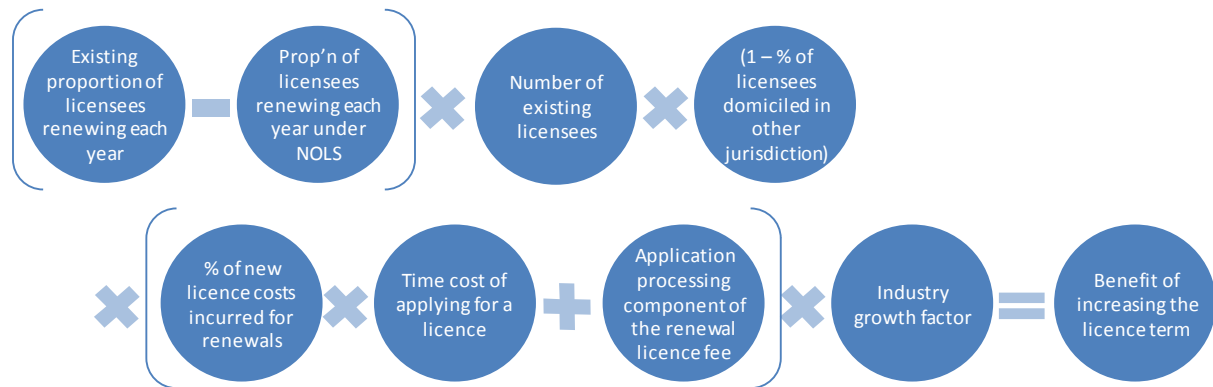 Existing
proportion of
licensees
renewing each
year
Prop'n of
licensees
renewing each
year under
NOLS
Number of
existing
licensees
(1 – % of
licensees
domiciled in
other
jurisdiction)
% of new
licence costs
incurred for
renewals
Time cost of
applying for a
licence
Application
processing
component of
the renewal
licence fee
Industry
growth factor
Benefit of
increasing the
licence term